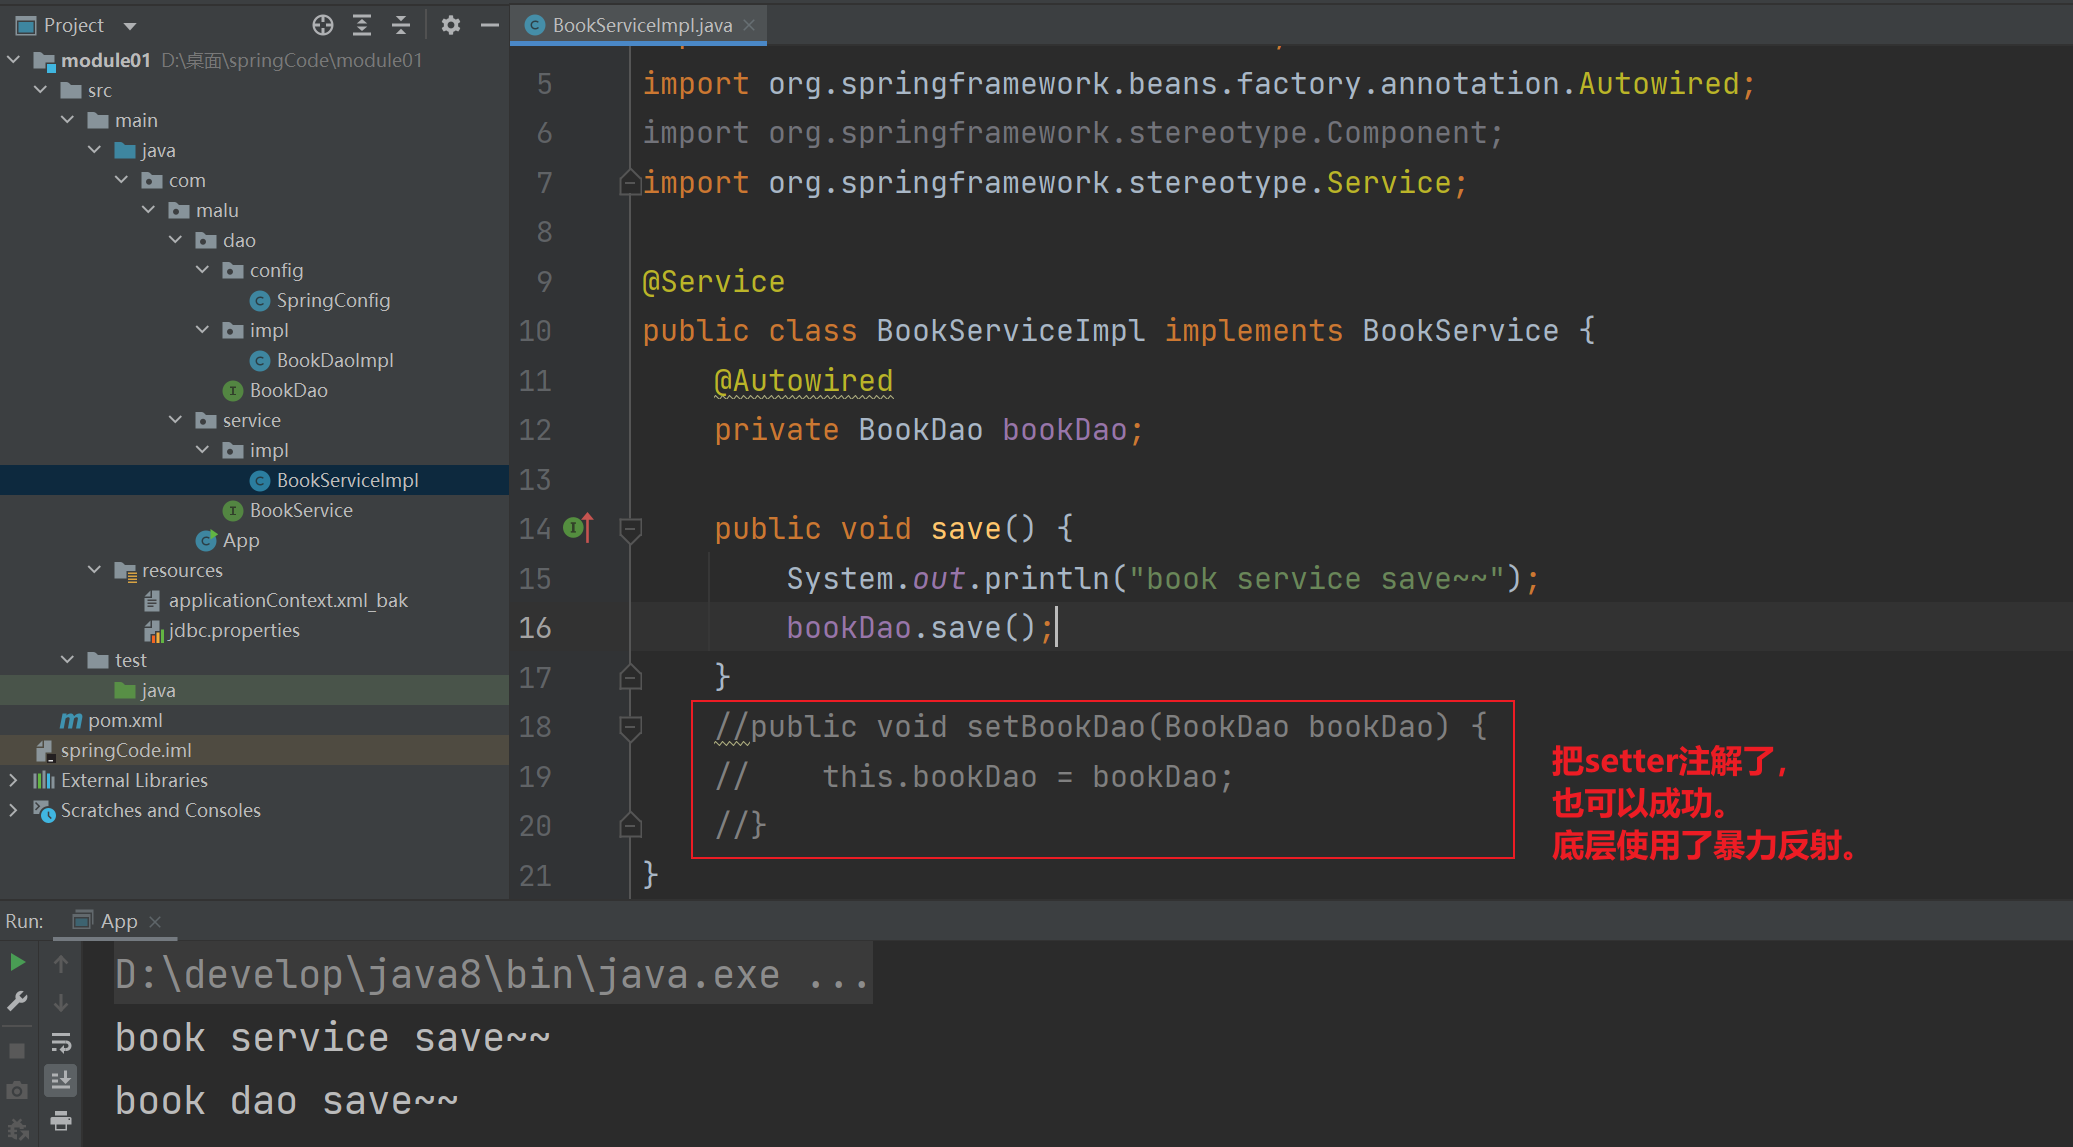 Project
module01 D:\桌面\springCode\module01
src
main
java
com
malu
dao
config
SpringConfig
impl
BookDaoImpl
BookDao
service
impl
BookServiceImpl
BookService
App
resources
applicationContext.xml_bak
jdbc.properties
test
java
pom.xml
springCode.iml
External Libraries
Scratches and Consoles
BookServiceImpl.java
5 import org.springframework.beans.factory.annotation.Autowired;
6 import org.springframework.stereotype.Component;
7 import org.springframework.stereotype.Service;
8
9 @Service
10 public class BookServiceImpl implements BookService {
11 @Autowired
12 private BookDao bookDao;
13
14 public void save() {
15 System.out.println("book service save~~");
16 bookDao.save();
17 }
18 //public void setBookDao(BookDao bookDao) {
19 // this.bookDao = bookDao;
20 //}
21 }
把setter注解了，
也可以成功。
底层使用了暴力反射。
Run: App
D:\develop\java8\bin\java.exe ...
book service save~~
book dao save~~